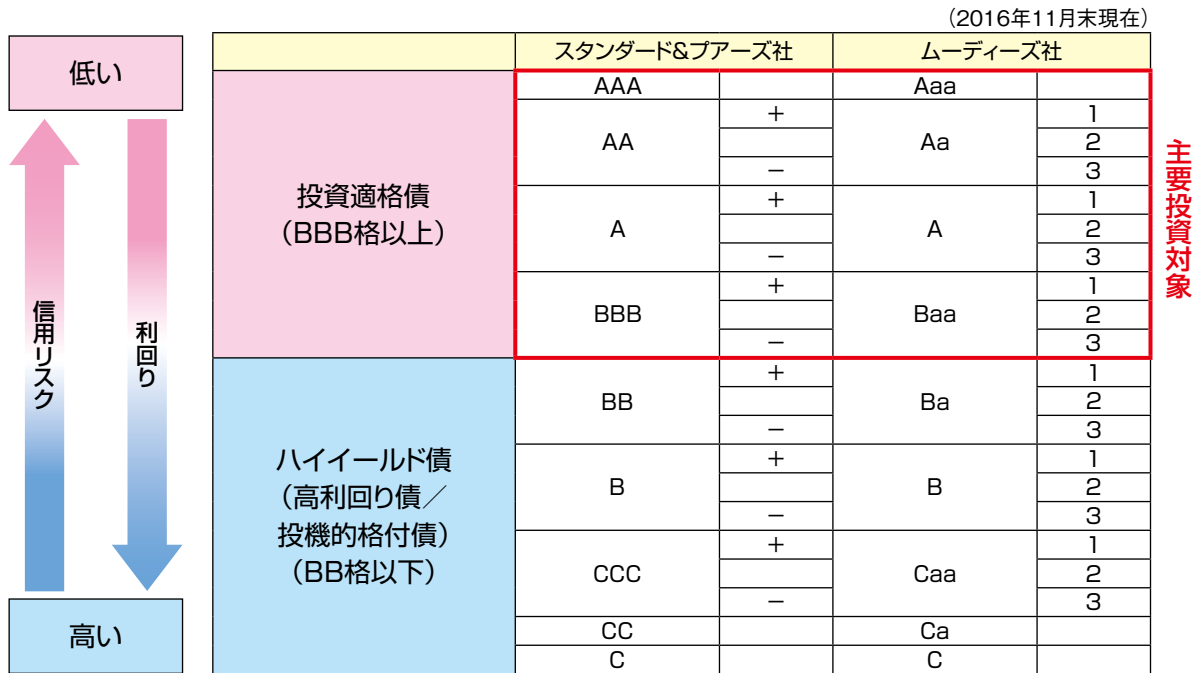 （2016年11月末現在）
低い
スタンダード&プアーズ社 ムーディーズ社
投資適格債
（BBB格以上）
AAA Aaa
AA Aa
+ 1
2
− 3
A A
+ 1
2
− 3
BBB Baa
+ 1
2
− 3
主要投資対象
信用リスク
利回り
ハイイールド債
（高利回り債／
投機的格付債）
（BB格以下）
BB Ba
+ 1
2
− 3
B B
+ 1
2
− 3
CCC Caa
+ 1
2
− 3
CC Ca
C C
高い